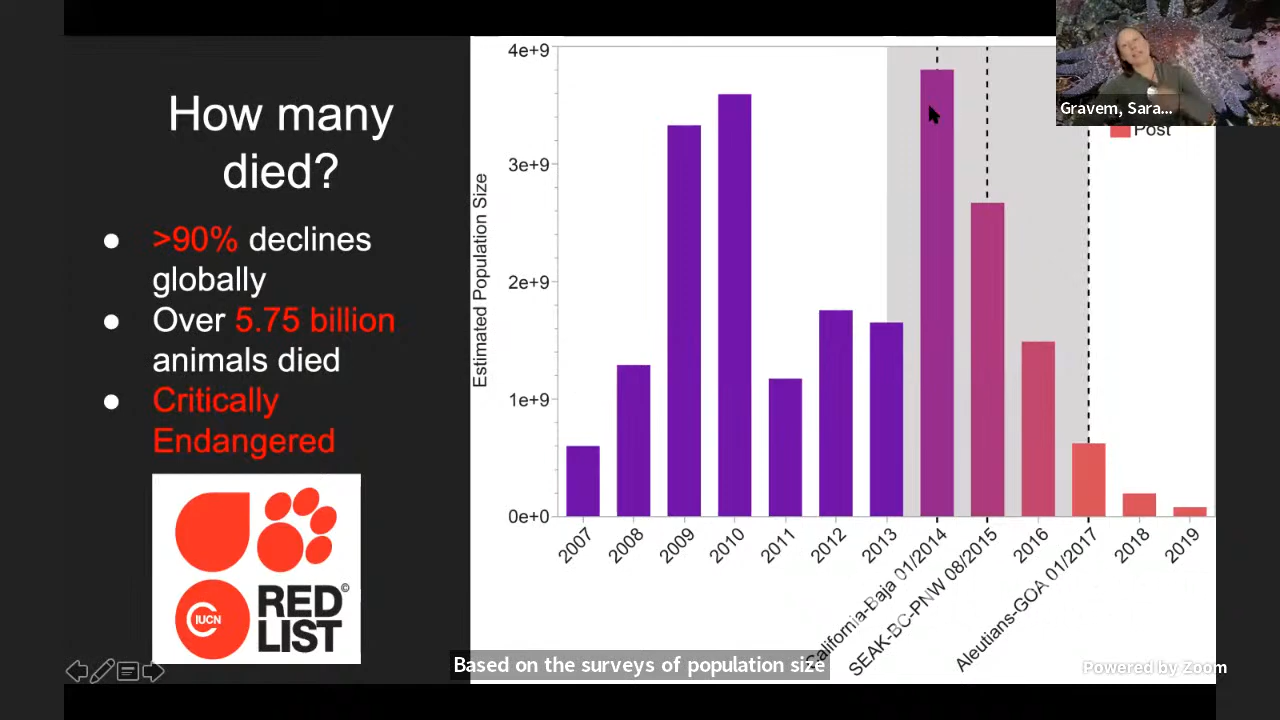 How many
died?
● >90% declines
globally
● Over 5.75 billion
animals died
● Critically
Endangered
IUCN
RED
LIST©
Estimated Population Size
4e+9
3e+9
2e+9
1e+9
0e+0
2007
2008
2009
2010
2011
2012
2013
California-Baja 01/2014
SEAK-BC-PNW 08/2015
2016
Aleutians-GOA 01/2017
2018
2019
Gravem, Sara...
Post
Based on the surveys of population size
Powered by Zoom